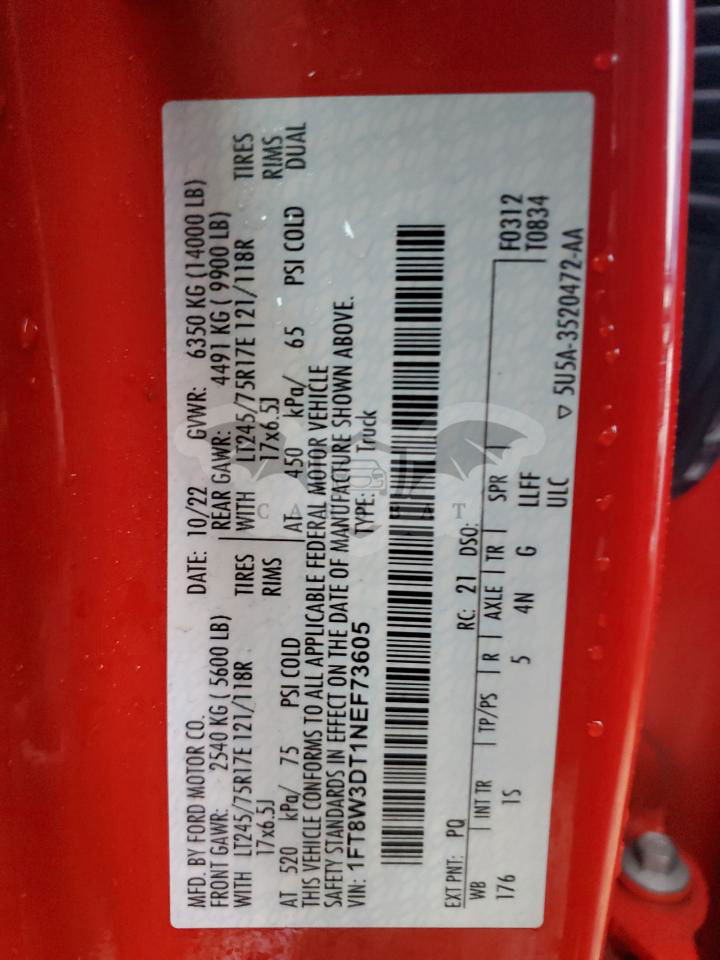 MFD. BY FORD MOTOR CO.
DATE: 10/22 GVWR: 6350 KG (14000 LB)
FRONT GAWR: 2540 KG ( 5600 LB) REAR GAWR: 4491 KG ( 9900 LB)
WITH LT245/75R17E 121/118R TIRES WITH LT245/75R17E 121/118R TIRES
17x6.5J RIMS 17x6.5J RIMS
AT 520 kPa/ 75 PSI COLD AT 450 kPa/ 65 PSI COLD DUAL
THIS VEHICLE CONFORMS TO ALL APPLICABLE FEDERAL MOTOR VEHICLE
SAFETY STANDARDS IN EFFECT ON THE DATE OF MANUFACTURE SHOWN ABOVE.
VIN: 1FT8W3DT1NEF73605 TYPE: Truck
EXT PNT: PQ RC: 21 DSO: F0312
WB INT TR TP/PS R AXLE TR SPR T0834
176 1S 5 4N G LLFF
ULC
▽ 5U5A-3520472-AA
CARBAT